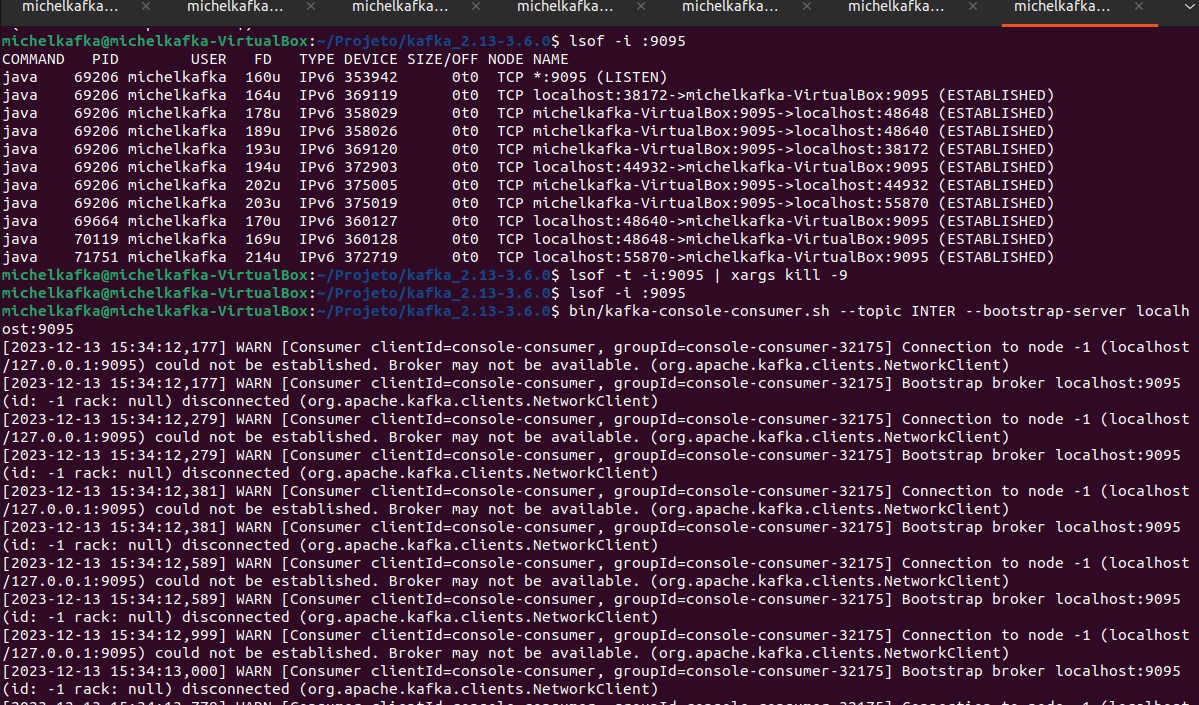 michelkafka... × michelkafka... × michelkafka... × michelkafka... × michelkafka... × michelkafka... × michelkafka... ×
michelkafka@michelkafka-VirtualBox:~/Projeto/kafka_2.13-3.6.0$ lsof -i :9095
COMMAND PID USER FD TYPE DEVICE SIZE/OFF NODE NAME
java 69206 michelkafka 160u IPv6 353942 0t0 TCP *:9095 (LISTEN)
java 69206 michelkafka 164u IPv6 369119 0t0 TCP localhost:38172->michelkafka-VirtualBox:9095 (ESTABLISHED)
java 69206 michelkafka 178u IPv6 358029 0t0 TCP michelkafka-VirtualBox:9095->localhost:48648 (ESTABLISHED)
java 69206 michelkafka 189u IPv6 358026 0t0 TCP michelkafka-VirtualBox:9095->localhost:48640 (ESTABLISHED)
java 69206 michelkafka 193u IPv6 369120 0t0 TCP michelkafka-VirtualBox:9095->localhost:38172 (ESTABLISHED)
java 69206 michelkafka 194u IPv6 372903 0t0 TCP localhost:44932->michelkafka-VirtualBox:9095 (ESTABLISHED)
java 69206 michelkafka 202u IPv6 375005 0t0 TCP michelkafka-VirtualBox:9095->localhost:44932 (ESTABLISHED)
java 69206 michelkafka 203u IPv6 375019 0t0 TCP michelkafka-VirtualBox:9095->localhost:55870 (ESTABLISHED)
java 69664 michelkafka 170u IPv6 360127 0t0 TCP localhost:48640->michelkafka-VirtualBox:9095 (ESTABLISHED)
java 70119 michelkafka 169u IPv6 360128 0t0 TCP localhost:48648->michelkafka-VirtualBox:9095 (ESTABLISHED)
java 71751 michelkafka 214u IPv6 372719 0t0 TCP localhost:55870->michelkafka-VirtualBox:9095 (ESTABLISHED)
michelkafka@michelkafka-VirtualBox:~/Projeto/kafka_2.13-3.6.0$ lsof -t -i:9095 | xargs kill -9
michelkafka@michelkafka-VirtualBox:~/Projeto/kafka_2.13-3.6.0$ lsof -i :9095
michelkafka@michelkafka-VirtualBox:~/Projeto/kafka_2.13-3.6.0$ bin/kafka-console-consumer.sh --topic INTER --bootstrap-server localh
ost:9095
[2023-12-13 15:34:12,177] WARN [Consumer clientId=console-consumer, groupId=console-consumer-32175] Connection to node -1 (localhost
/127.0.0.1:9095) could not be established. Broker may not be available. (org.apache.kafka.clients.NetworkClient)
[2023-12-13 15:34:12,177] WARN [Consumer clientId=console-consumer, groupId=console-consumer-32175] Bootstrap broker localhost:9095
(id: -1 rack: null) disconnected (org.apache.kafka.clients.NetworkClient)
[2023-12-13 15:34:12,279] WARN [Consumer clientId=console-consumer, groupId=console-consumer-32175] Connection to node -1 (localhost
/127.0.0.1:9095) could not be established. Broker may not be available. (org.apache.kafka.clients.NetworkClient)
[2023-12-13 15:34:12,279] WARN [Consumer clientId=console-consumer, groupId=console-consumer-32175] Bootstrap broker localhost:9095
(id: -1 rack: null) disconnected (org.apache.kafka.clients.NetworkClient)
[2023-12-13 15:34:12,381] WARN [Consumer clientId=console-consumer, groupId=console-consumer-32175] Connection to node -1 (localhost
/127.0.0.1:9095) could not be established. Broker may not be available. (org.apache.kafka.clients.NetworkClient)
[2023-12-13 15:34:12,381] WARN [Consumer clientId=console-consumer, groupId=console-consumer-32175] Bootstrap broker localhost:9095
(id: -1 rack: null) disconnected (org.apache.kafka.clients.NetworkClient)
[2023-12-13 15:34:12,589] WARN [Consumer clientId=console-consumer, groupId=console-consumer-32175] Connection to node -1 (localhost
/127.0.0.1:9095) could not be established. Broker may not be available. (org.apache.kafka.clients.NetworkClient)
[2023-12-13 15:34:12,589] WARN [Consumer clientId=console-consumer, groupId=console-consumer-32175] Bootstrap broker localhost:9095
(id: -1 rack: null) disconnected (org.apache.kafka.clients.NetworkClient)
[2023-12-13 15:34:12,999] WARN [Consumer clientId=console-consumer, groupId=console-consumer-32175] Connection to node -1 (localhost
/127.0.0.1:9095) could not be established. Broker may not be available. (org.apache.kafka.clients.NetworkClient)
[2023-12-13 15:34:13,000] WARN [Consumer clientId=console-consumer, groupId=console-consumer-32175] Bootstrap broker localhost:9095
(id: -1 rack: null) disconnected (org.apache.kafka.clients.NetworkClient)